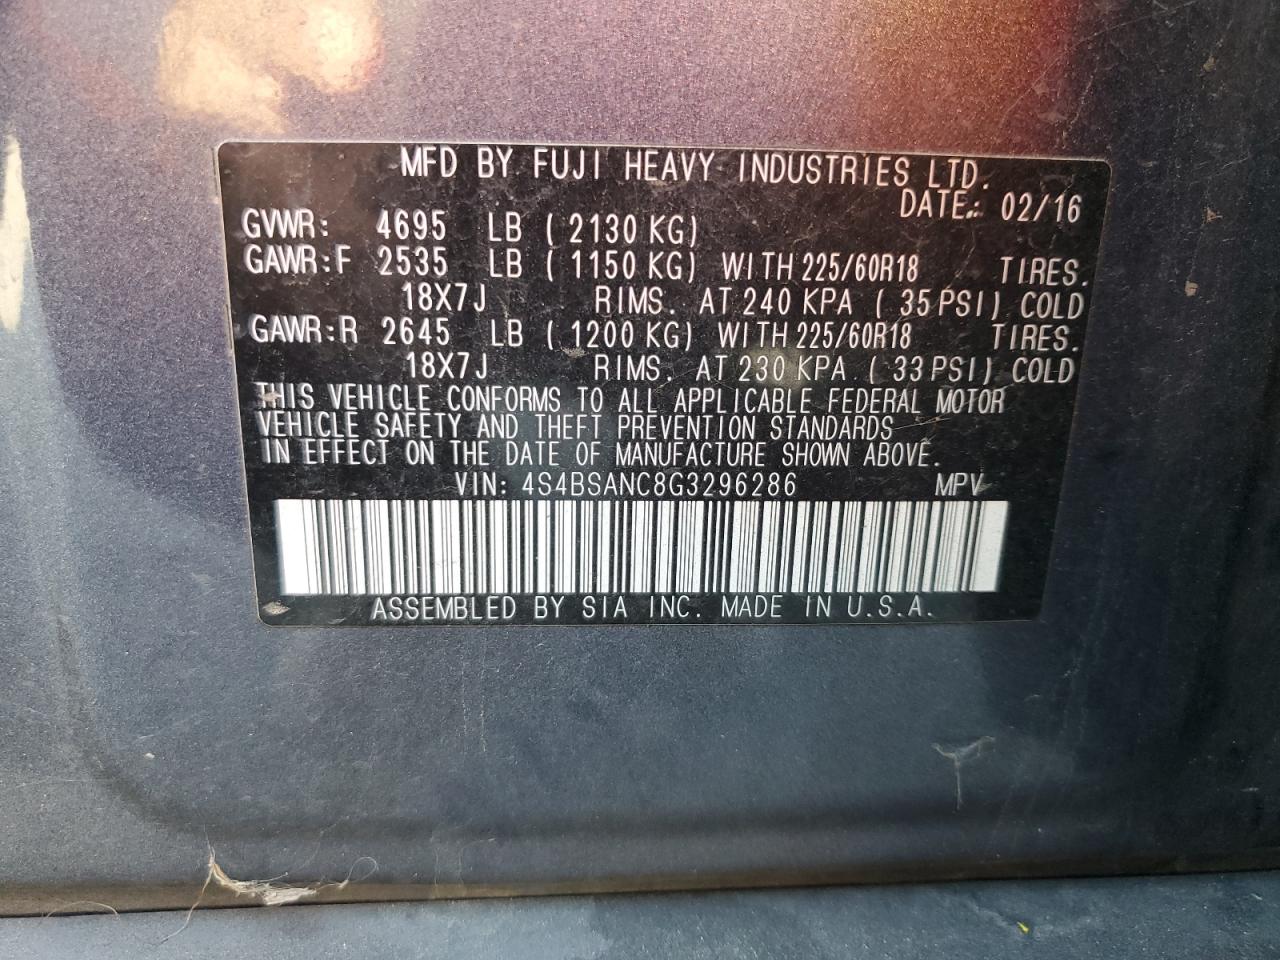 MFD BY FUJI HEAVY INDUSTRIES LTD.
DATE: 02/16
GVWR: 4695 LB ( 2130 KG)
GAWR:F 2535 LB ( 1150 KG) WITH 225/60R18 TIRES.
18X7J RIMS. AT 240 KPA ( 35 PSI) COLD
GAWR:R 2645 LB ( 1200 KG) WITH 225/60R18 TIRES.
18X7J RIMS. AT 230 KPA ( 33 PSI) COLD
THIS VEHICLE CONFORMS TO ALL APPLICABLE FEDERAL MOTOR
VEHICLE SAFETY AND THEFT PREVENTION STANDARDS
IN EFFECT ON THE DATE OF MANUFACTURE SHOWN ABOVE.
VIN: 4S4BSANC8G3296286 MPV
ASSEMBLED BY SIA INC. MADE IN U.S.A.